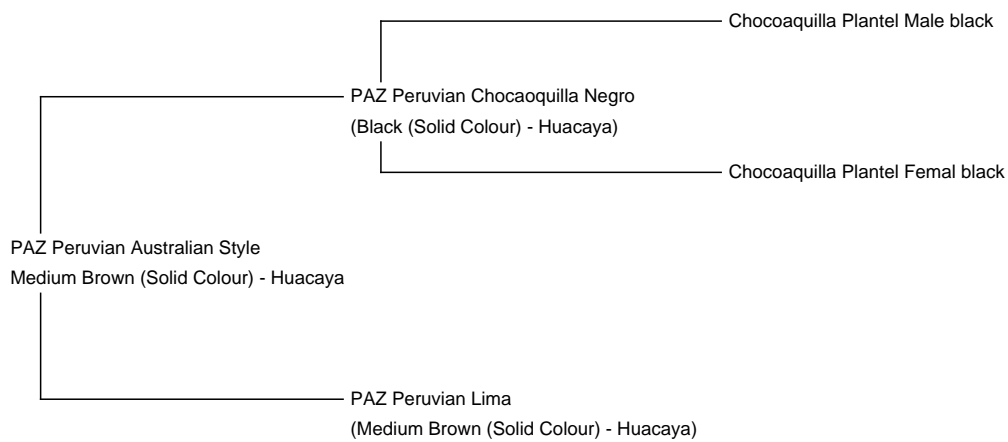 Chocoaquilla Plantel Male black
PAZ Peruvian Chocaoquilla Negro
(Black (Solid Colour) - Huacaya)
Chocoaquilla Plantel Femal black
PAZ Peruvian Australian Style
Medium Brown (Solid Colour) - Huacaya
PAZ Peruvian Lima
(Medium Brown (Solid Colour) - Huacaya)